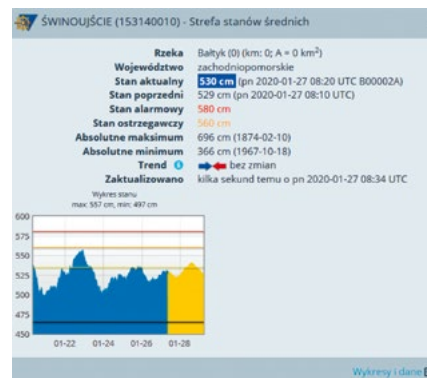 ŚWINOUJŚCIE (153140010) - Strefa stanów średnich
Rzeka Bałtyk (0) (km: 0; A = 0 km²)
Województwo zachodniopomorskie
Stan aktualny 530 cm (pn 2020-01-27 08:20 UTC B00002A)
Stan poprzedni 529 cm (pn 2020-01-27 08:10 UTC)
Stan alarmowy 580 cm
Stan ostrzegawczy 560 cm
Absolutne maksimum 696 cm (1874-02-10)
Absolutne minimum 366 cm (1967-10-18)
Trend bez zmian
Zaktualizowano kilka sekund temu o pn 2020-01-27 08:34 UTC
Wykres stanu
max: 557 cm, min: 497 cm
600
575
550
525
500
475
450
01-22 01-24 01-26 01-28
Wykresy i dane